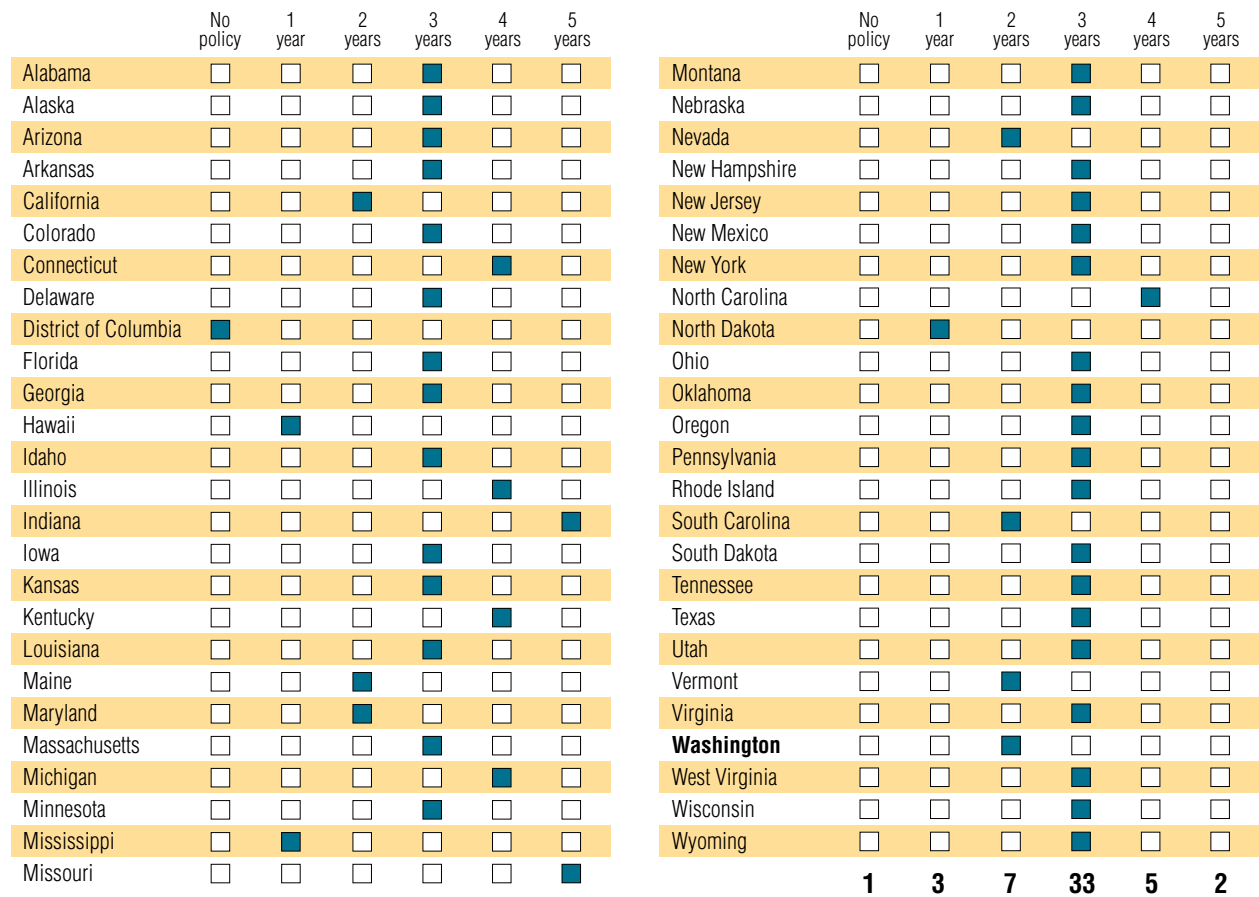 No policy 1 year 2 years 3 years 4 years 5 years
Alabama
Alaska
Arizona
Arkansas
California
Colorado
Connecticut
Delaware
District of Columbia
Florida
Georgia
Hawaii
Idaho
Illinois
Indiana
Iowa
Kansas
Kentucky
Louisiana
Maine
Maryland
Massachusetts
Michigan
Minnesota
Mississippi
Missouri
No policy 1 year 2 years 3 years 4 years 5 years
Montana
Nebraska
Nevada
New Hampshire
New Jersey
New Mexico
New York
North Carolina
North Dakota
Ohio
Oklahoma
Oregon
Pennsylvania
Rhode Island
South Carolina
South Dakota
Tennessee
Texas
Utah
Vermont
Virginia
Washington
West Virginia
Wisconsin
Wyoming
1 3 7 33 5 2